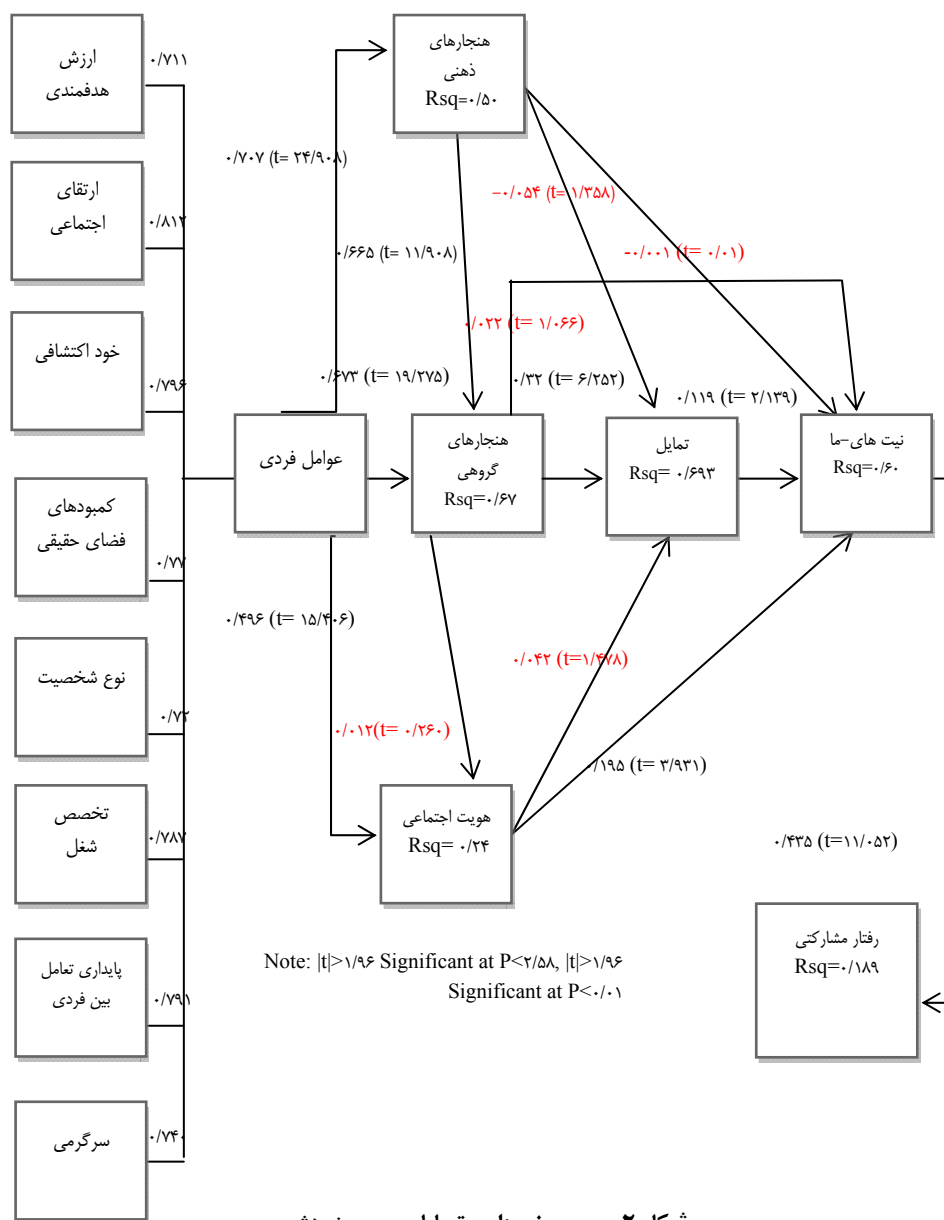 ارزش
هدفمندی
۰/۷۱۱
ارتقای
اجتماعی
۰/۸۱۲
خود اکتشافی
۰/۷۹۶
کمبودهای
فضای حقیقی
۰/۷۷
نوع شخصیت
۰/۷۲
تخصص
شغل
۰/۷۸۷
پایداری تعامل
بین فردی
۰/۷۹۱
سرگرمی
۰/۷۴۰
عوامل فردی
هنجارهای
ذهنی
Rsq=۰/۵۰
۰/۷۰۷ (t= ۲۴/۹۰۸)
-۰/۰۵۴ (t= ۱/۳۵۸)
۰/۶۶۵ (t= ۱۱/۹۰۸)
-۰/۰۰۱ (t= ۰/۰۱)
۰/۰۲۲ (t= ۱/۰۶۶)
۰/۶۷۳ (t= ۱۹/۲۷۵)
۰/۳۲ (t= ۶/۲۵۲)
۰/۱۱۹ (t= ۲/۱۳۹)
هنجارهای
گروهی
Rsq=۰/۶۷
تمایل
Rsq= ۰/۶۹۳
نیت های-ما
Rsq=۰/۶۰
۰/۴۹۶ (t= ۱۵/۴۰۶)
۰/۰۴۲ (t=۱/۴۷۸)
۰/۰۱۲(t= ۰/۲۶۰)
۰/۱۹۵ (t= ۳/۹۳۱)
هویت اجتماعی
Rsq= ۰/۲۴
۰/۴۳۵ (t=۱۱/۰۵۲)
رفتار مشارکتی
Rsq=۰/۱۸۹
Note: |t|>۱/۹۶ Significant at P<۲/۵۸, |t|>۱/۹۶
Significant at P<۰/۰۱